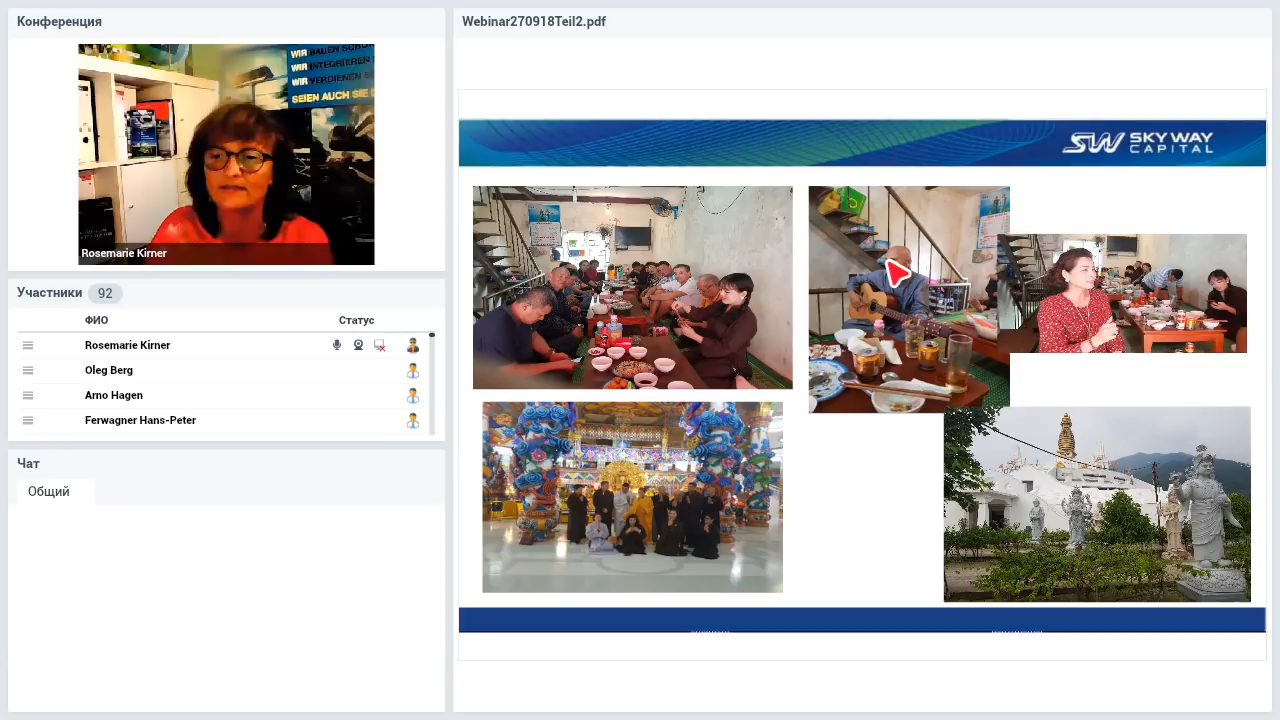 Конференция
WIR BAUEN SCHON
WIR INTEGRIEREN
WIR VERDIENEN
SEIEN AUCH SIE
Rosemarie Kirner
Участники 92
ФИО Статус
Rosemarie Kirner
Oleg Berg
Arno Hagen
Ferwagner Hans-Peter
Чат
Общий
Webinar270918Teil2.pdf
SW SKY WAY
CAPITAL